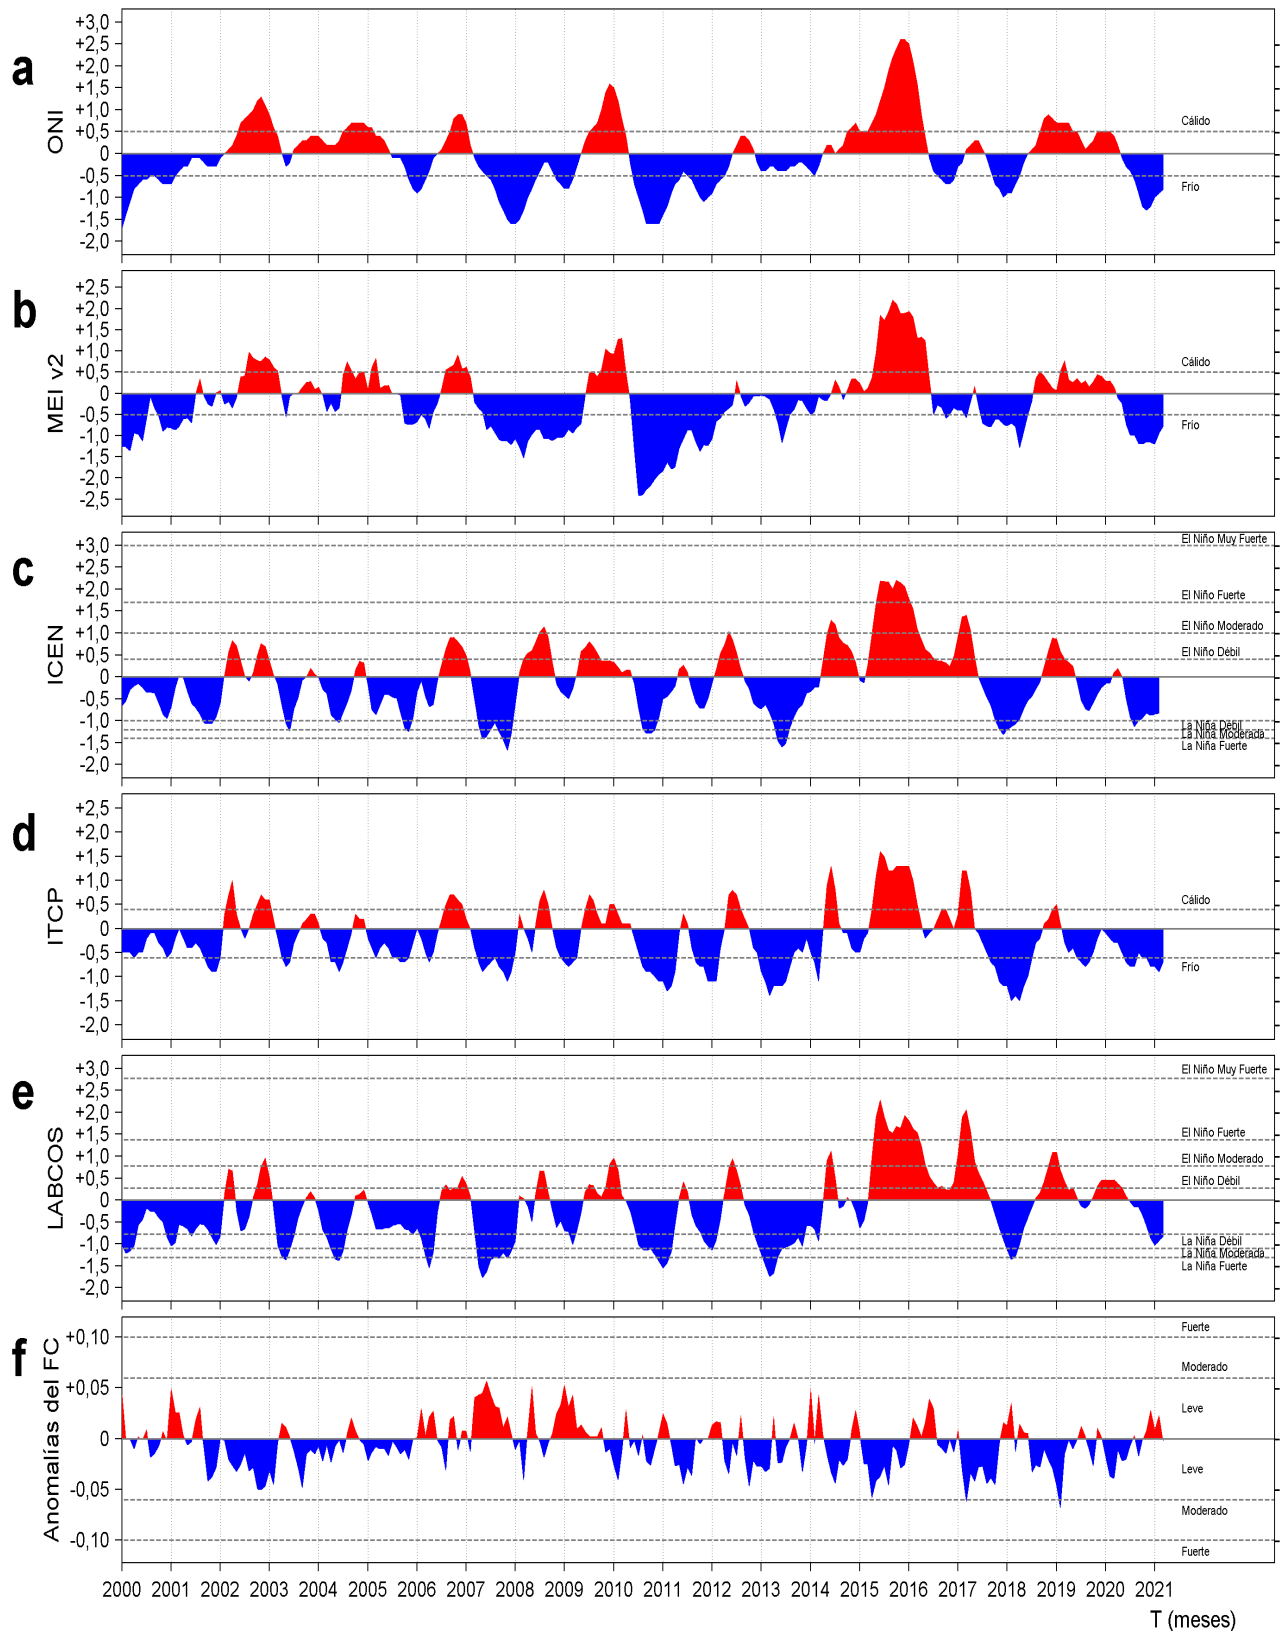 a
ONI
+3,0
+2,5
+2,0
+1,5
+1,0
+0,5
0
-0,5
-1,0
-1,5
-2,0
Cálido
Frío
b
MEI v2
+2,5
+2,0
+1,5
+1,0
+0,5
0
-0,5
-1,0
-1,5
-2,0
-2,5
Cálido
Frío
c
ICEN
+3,0
+2,5
+2,0
+1,5
+1,0
+0,5
0
-0,5
-1,0
-1,5
-2,0
El Niño Muy Fuerte
El Niño Fuerte
El Niño Moderado
El Niño Débil
La Niña Débil
La Niña Moderada
La Niña Fuerte
d
ITCP
+2,5
+2,0
+1,5
+1,0
+0,5
0
-0,5
-1,0
-1,5
-2,0
Cálido
Frío
e
LABCOS
+3,0
+2,5
+2,0
+1,5
+1,0
+0,5
0
-0,5
-1,0
-1,5
-2,0
El Niño Muy Fuerte
El Niño Fuerte
El Niño Moderado
El Niño Débil
La Niña Débil
La Niña Moderada
La Niña Fuerte
f
Anomalías del FC
+0,10
+0,05
0
-0,05
-0,10
Fuerte
Moderado
Leve
Leve
Moderado
Fuerte
2000 2001 2002 2003 2004 2005 2006 2007 2008 2009 2010 2011 2012 2013 2014 2015 2016 2017 2018 2019 2020 2021
T (meses)